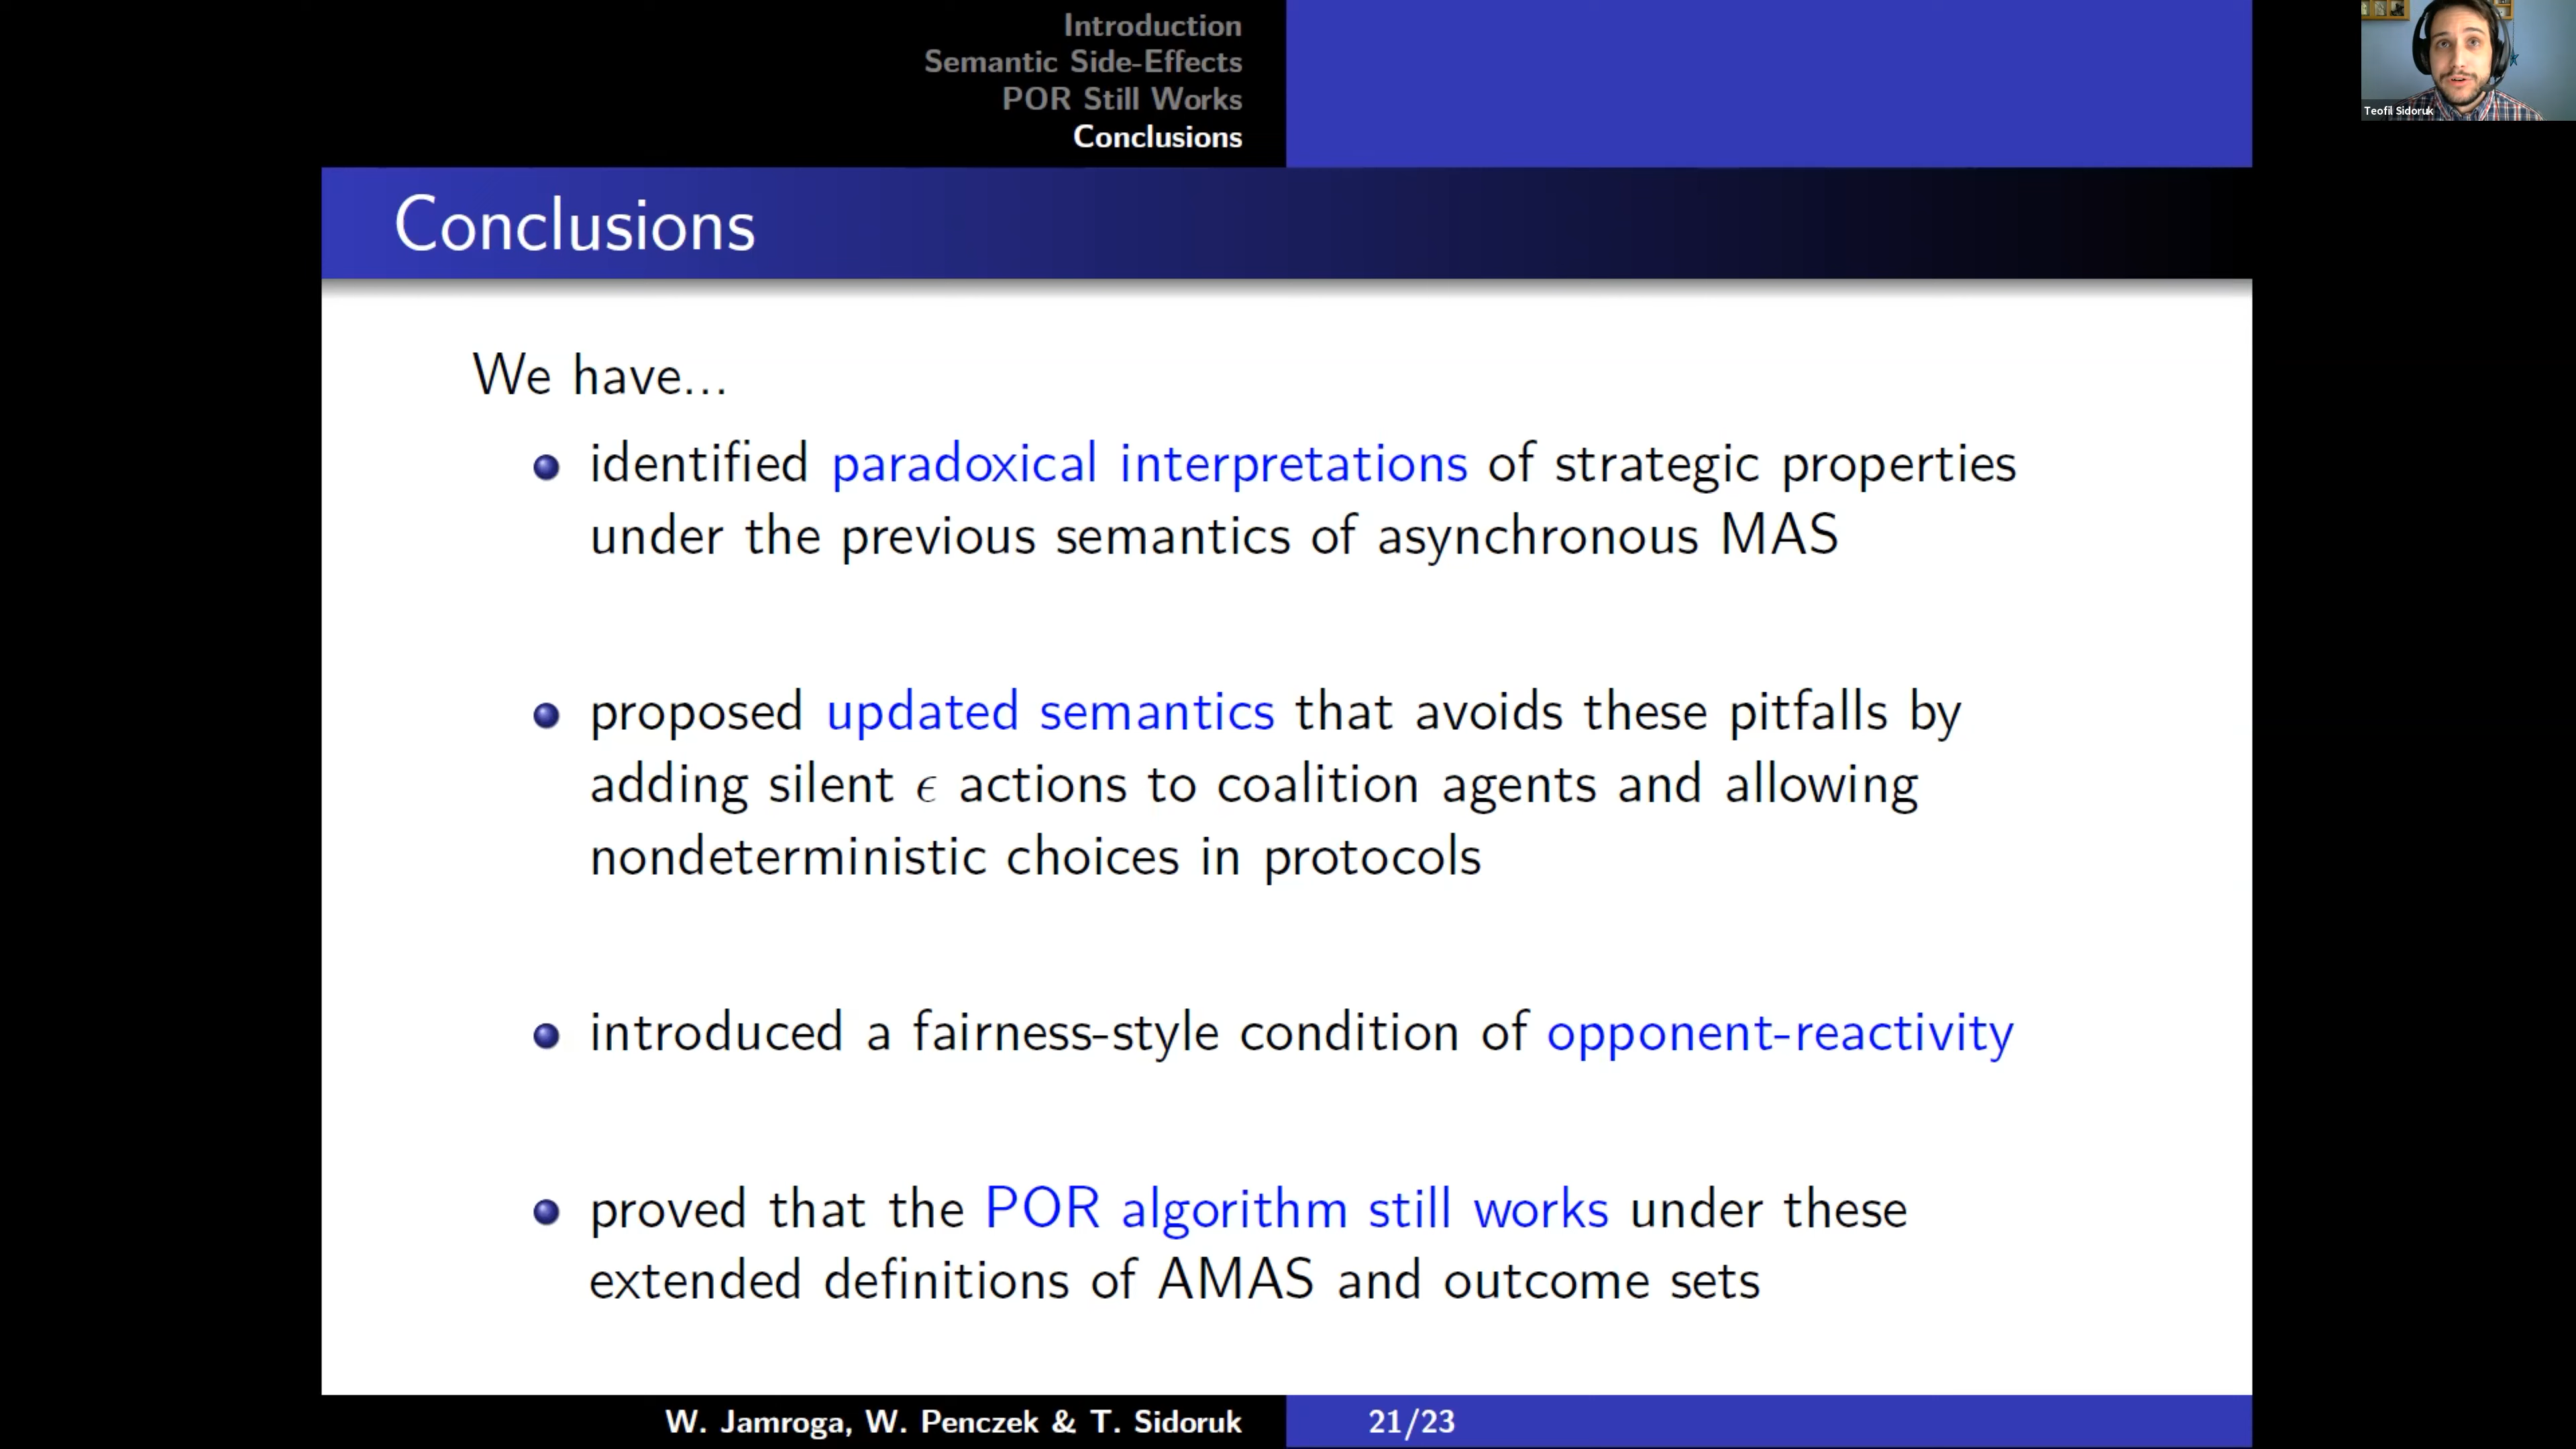 Introduction
Semantic Side-Effects
POR Still Works
Conclusions
Teofil Sidoruk
Conclusions
We have...
identified paradoxical interpretations of strategic properties
under the previous semantics of asynchronous MAS
proposed updated semantics that avoids these pitfalls by
adding silent ϵ actions to coalition agents and allowing
nondeterministic choices in protocols
introduced a fairness-style condition of opponent-reactivity
proved that the POR algorithm still works under these
extended definitions of AMAS and outcome sets
W. Jamroga, W. Penczek & T. Sidoruk
21/23